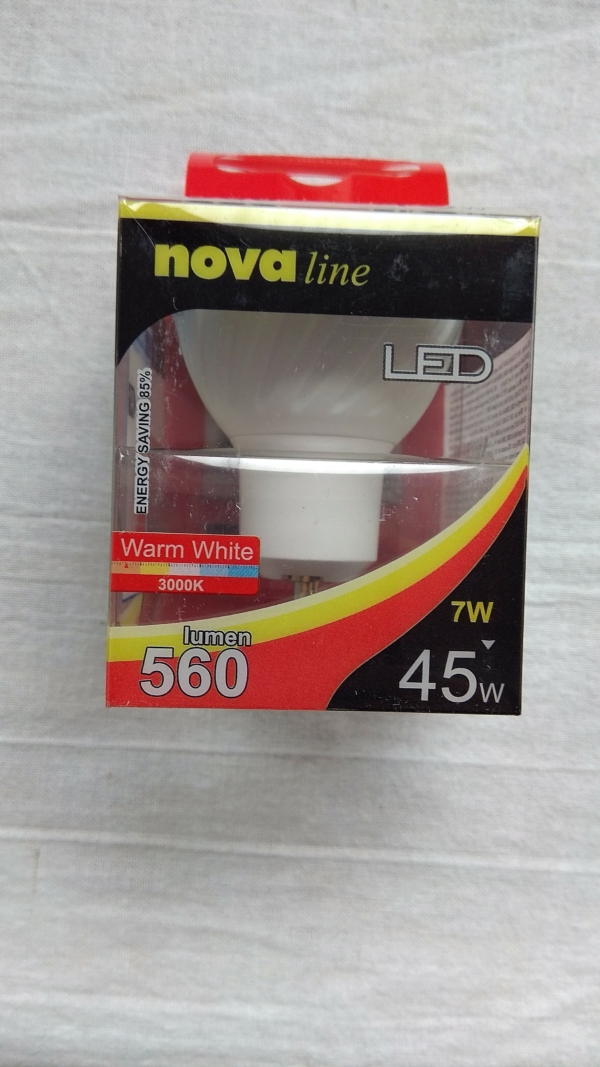 nova line
LED
ENERGY SAVING 85%
Warm White
3000K
lumen
560
7W
45W